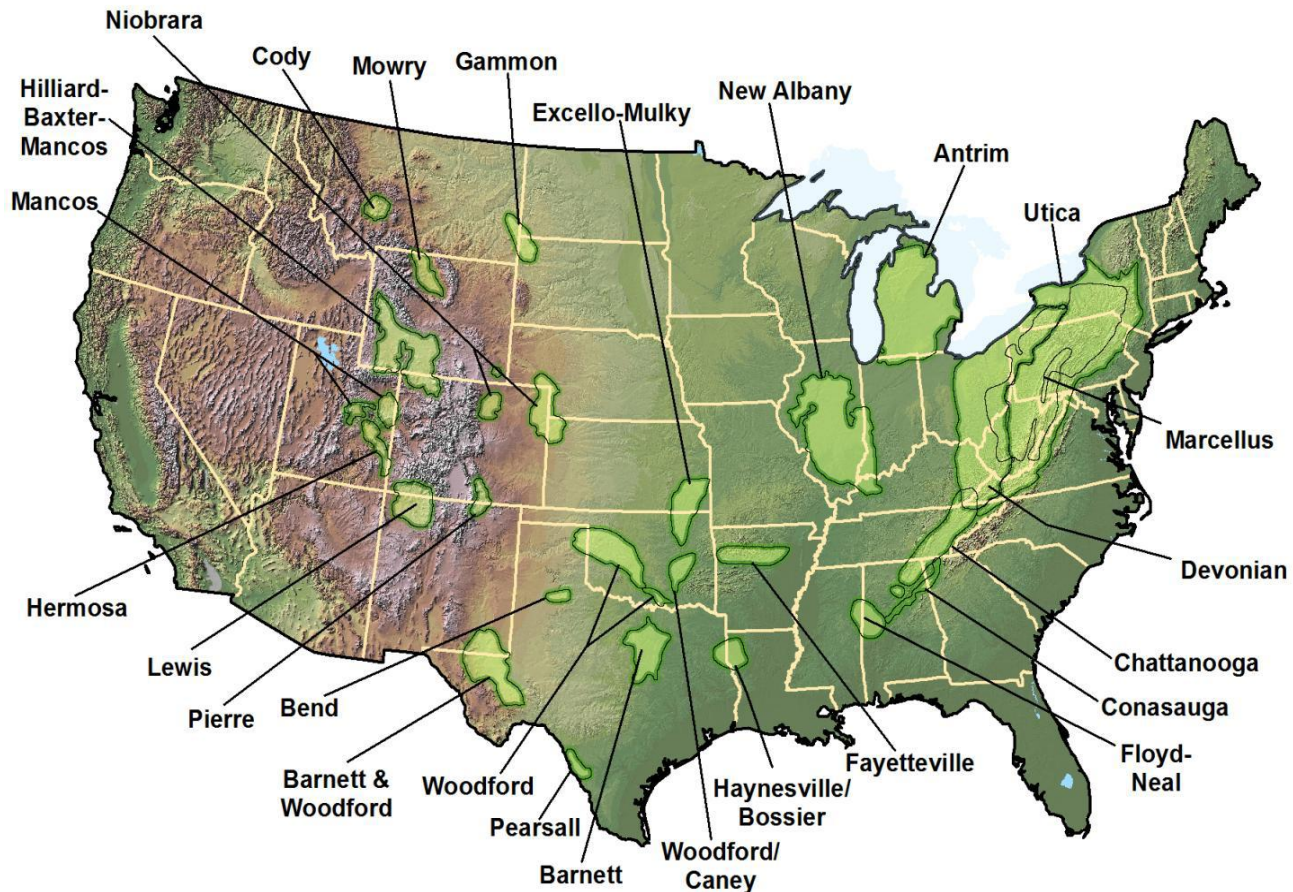 Niobrara
Cody
Mowry
Gammon
Hilliard-
Baxter-
Mancos
Excello-Mulky
New Albany
Antrim
Mancos
Utica
Marcellus
Devonian
Hermosa
Lewis
Chattanooga
Pierre
Bend
Conasauga
Barnett &
Woodford
Woodford
Fayetteville
Floyd-
Neal
Pearsall
Haynesville/
Bossier
Barnett
Woodford/
Caney